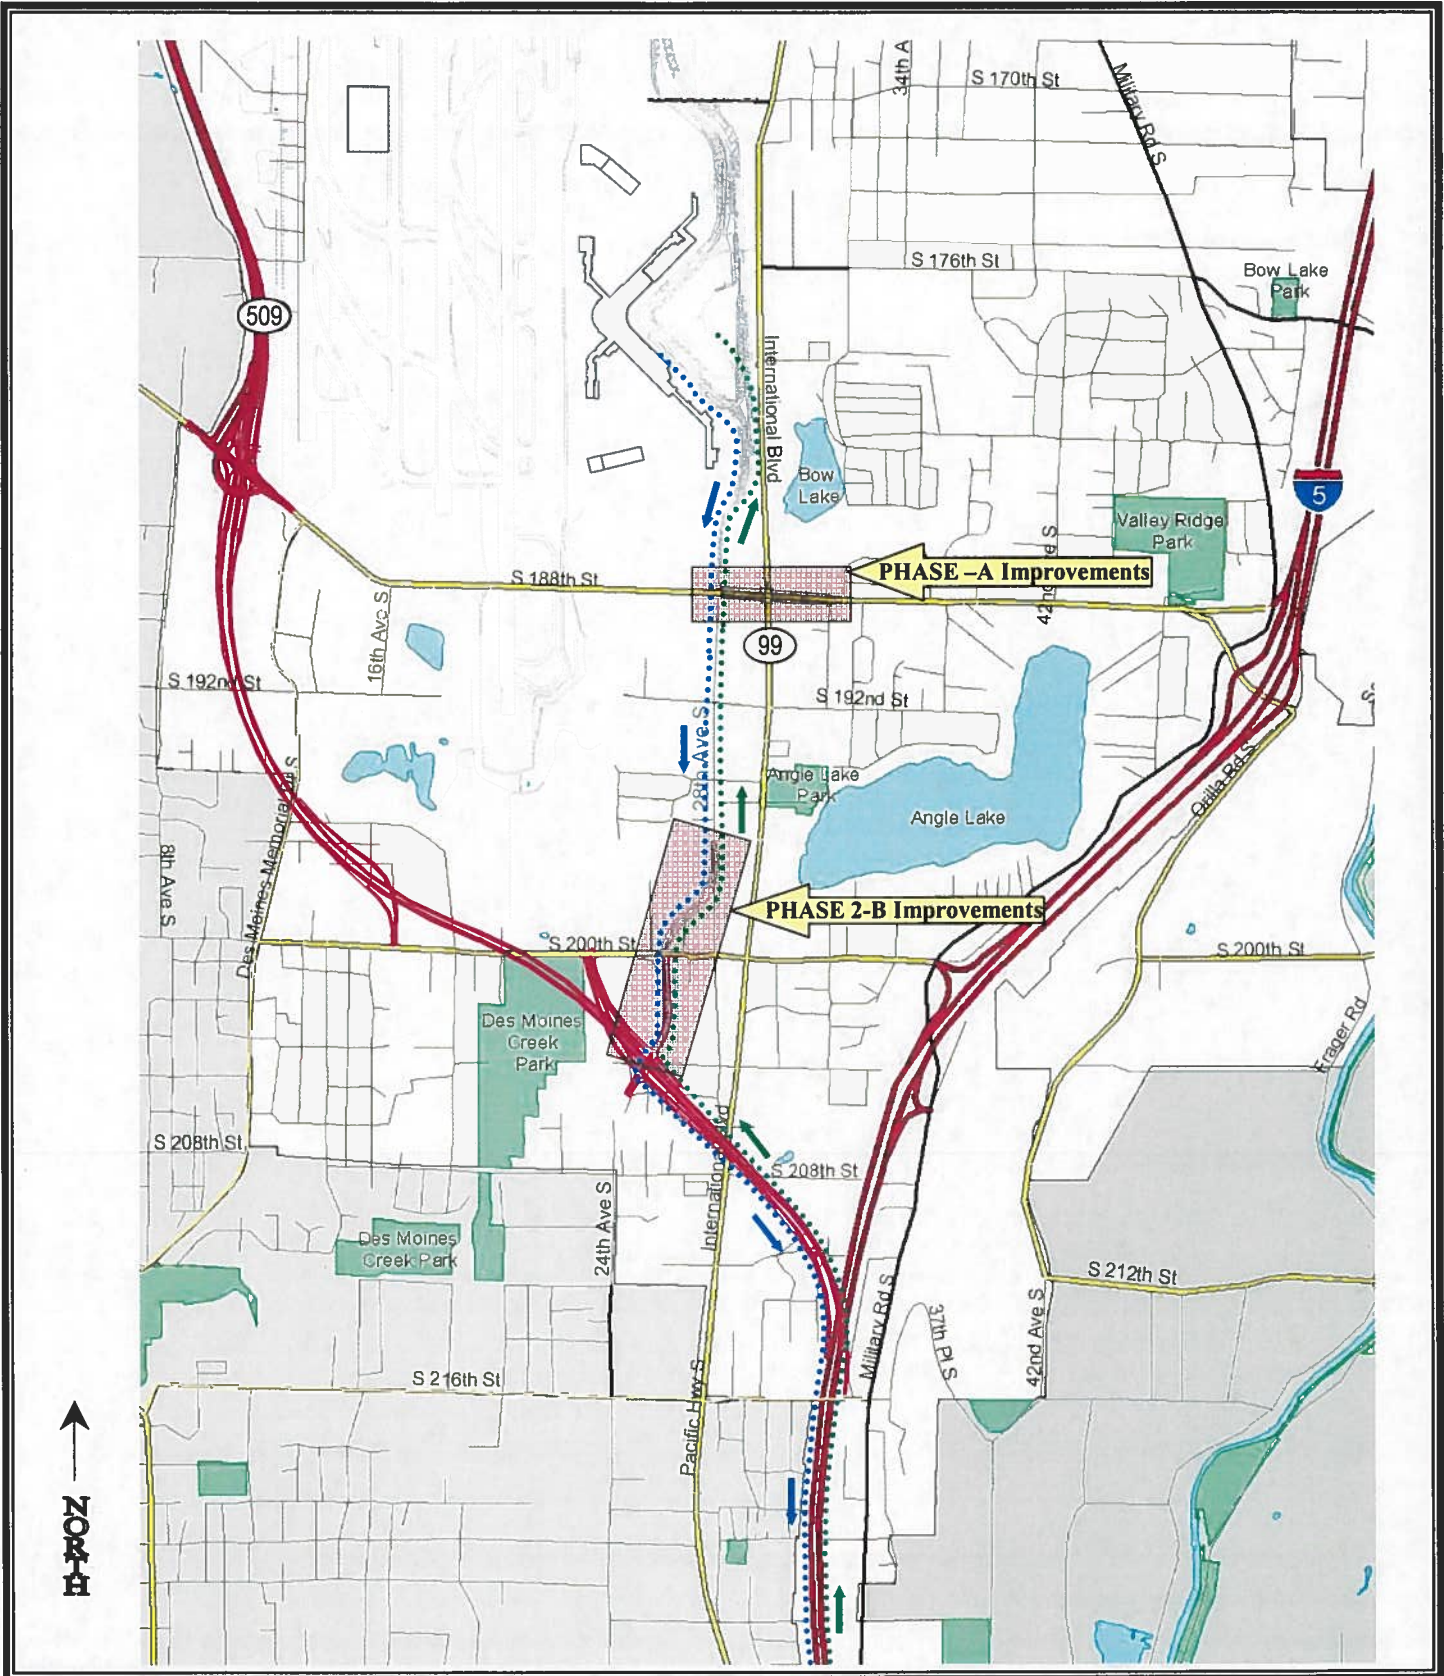 34th A
S 170th St
Military Rd S
S 176th St
Bow Lake
Park
509
International Blvd
Bow
Lake
5
Valley Ridge
Park
S 188th St
PHASE –A Improvements
42nd
e S
16th Ave S
99
S 192nd St
S 192nd St
28th Ave S
Angle Lake
Park
Angle Lake
Orilla Rd S
Des Moines Memorial
8th Ave S
PHASE 2-B Improvements
S 200th St
S 200th St
Des Moines
Creek
Park
Frager Rd
S 208th St
S 208th St
International Blvd
24th Ave S
Des Moines
Creek Park
S 212th St
Military Rd S
37th Pl S
42nd Ave S
S 216th St
Pacific Hwy S
NORTH